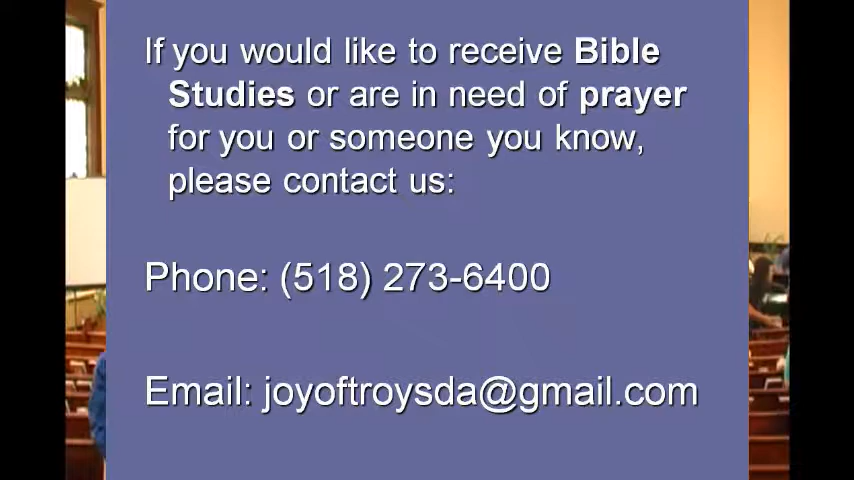 If you would like to receive Bible
Studies or are in need of prayer
for you or someone you know,
please contact us:
Phone: (518) 273-6400
Email: joyoftroysda@gmail.com